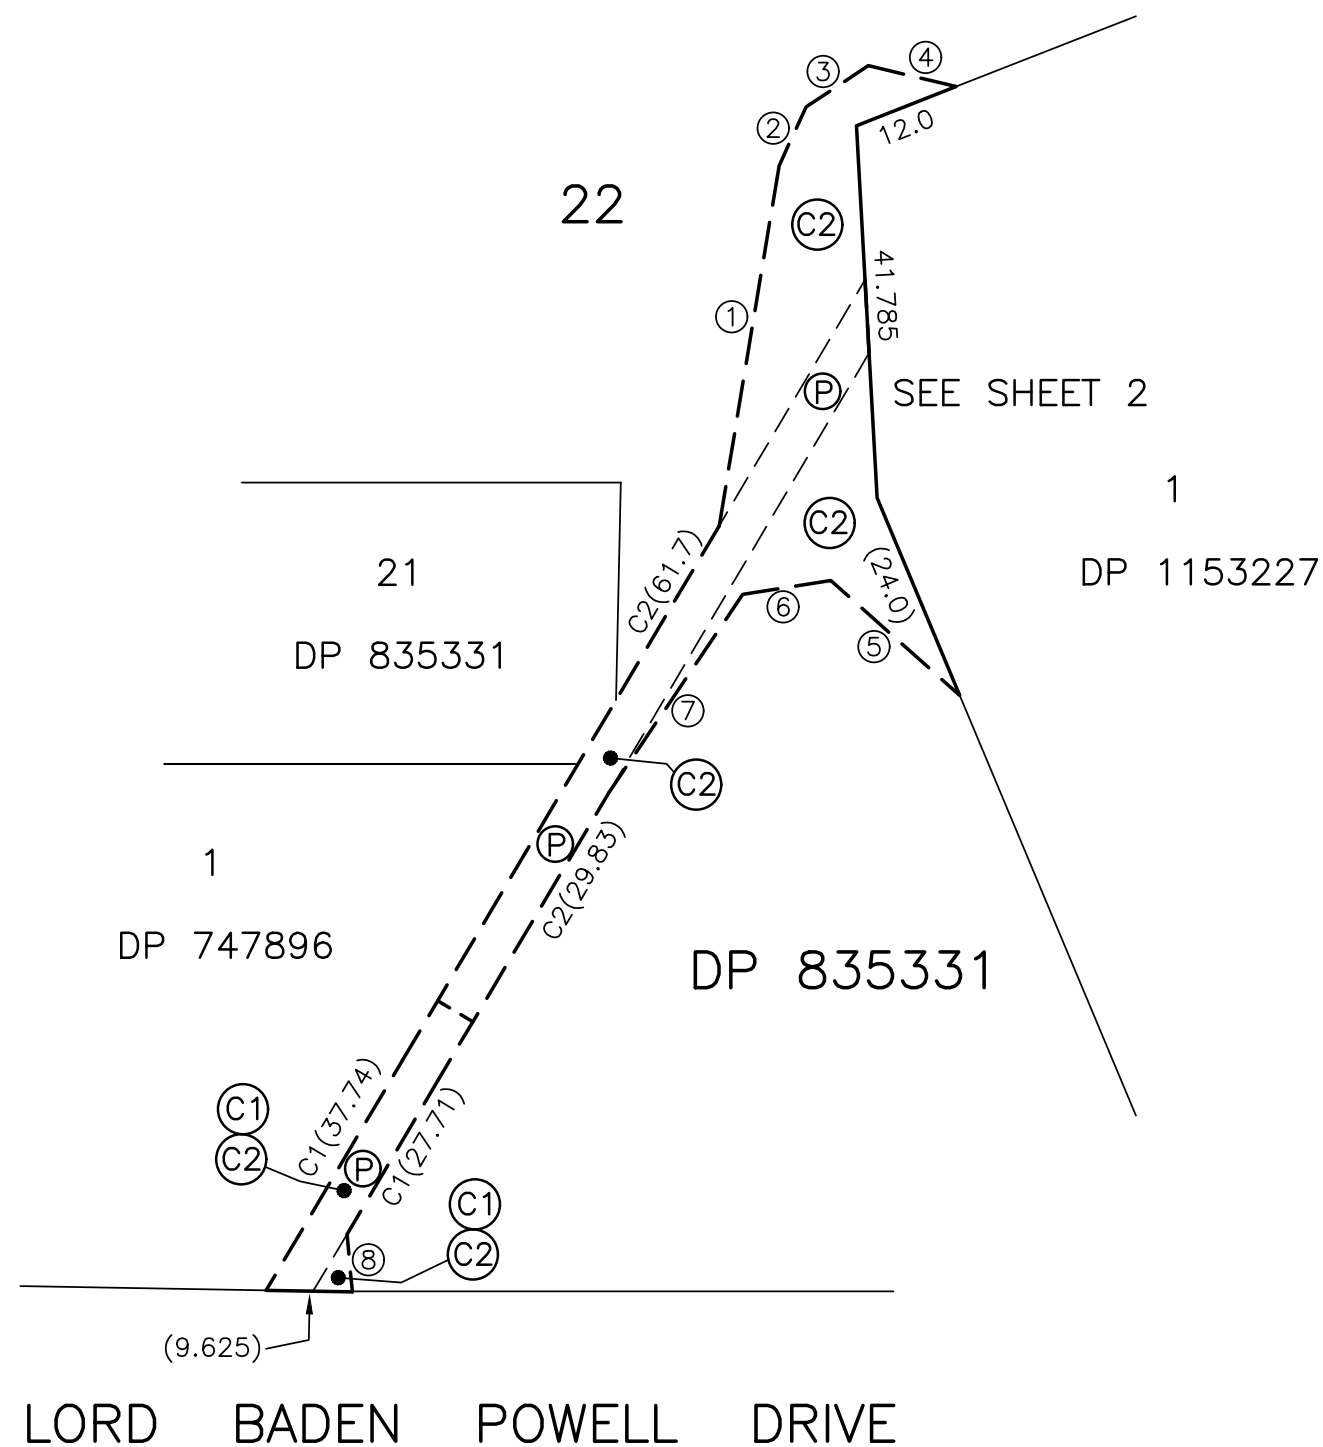 4
3
2
12.0
22
C2
1
41.785
P
SEE SHEET 2
1
DP 1153227
C2
(24.0)
21
DP 835331
C2(61.7)
6
5
7
C2
P
C2(29.83)
1
DP 747896
DP 835331
C1
C2
C1(37.74)
P
C1(27.71)
C1
C2
8
(9.625)
LORD BADEN POWELL DRIVE